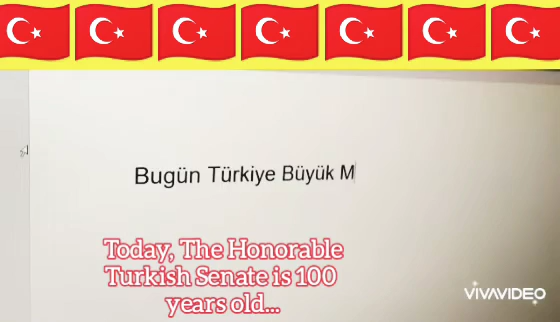 Bugün Türkiye Büyük M
Today, The Honorable
Turkish Senate is 100
years old...
VIVAVIDEO